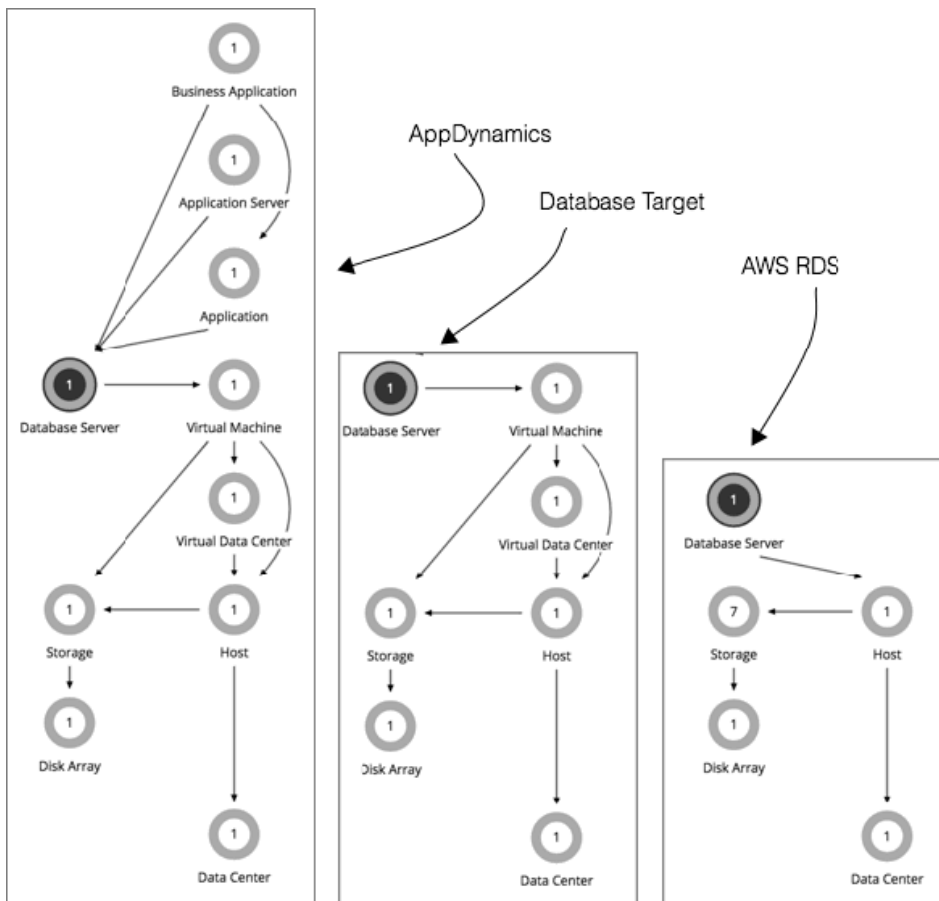 1
Business Application
1
Application Server
1
Application
1
Database Server
1
Virtual Machine
1
Virtual Data Center
1
Storage
1
Host
1
Disk Array
1
Data Center
AppDynamics
Database Target
1
Database Server
1
Virtual Machine
1
Virtual Data Center
1
Storage
1
Host
1
Disk Array
1
Data Center
AWS RDS
1
Database Server
7
Storage
1
Host
1
Disk Array
1
Data Center